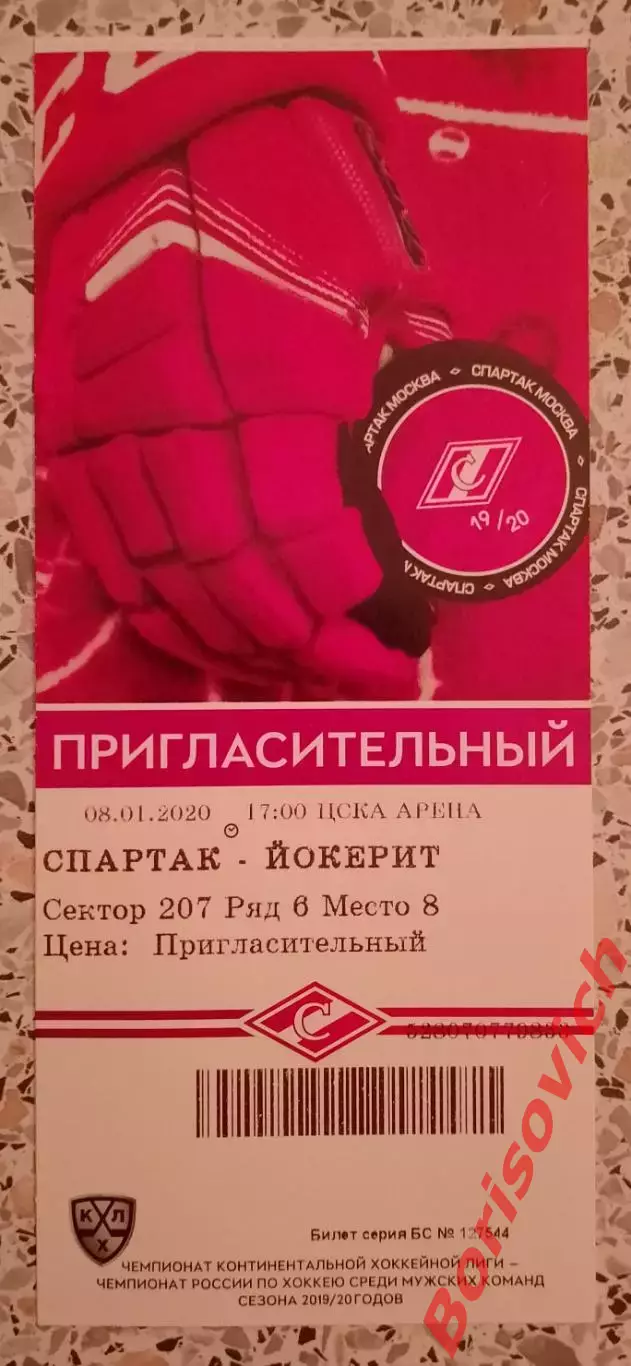 СПАРТАК МОСКВА
СПАРТАК МОСКВА
19/20
ПРИГЛАСИТЕЛЬНЫЙ
08.01.2020 17:00 ЦСКА АРЕНА
СПАРТАК - ЙОКЕРИТ
Сектор 207 Ряд 6 Место 8
Цена: Пригласительный
С
КХЛ
Билет серия БС № 127544
ЧЕМПИОНАТ КОНТИНЕНТАЛЬНОЙ ХОККЕЙНОЙ ЛИГИ –
ЧЕМПИОНАТ РОССИИ ПО ХОККЕЮ СРЕДИ МУЖСКИХ КОМАНД
СЕЗОНА 2019/20 ГОДОВ
Borisovich